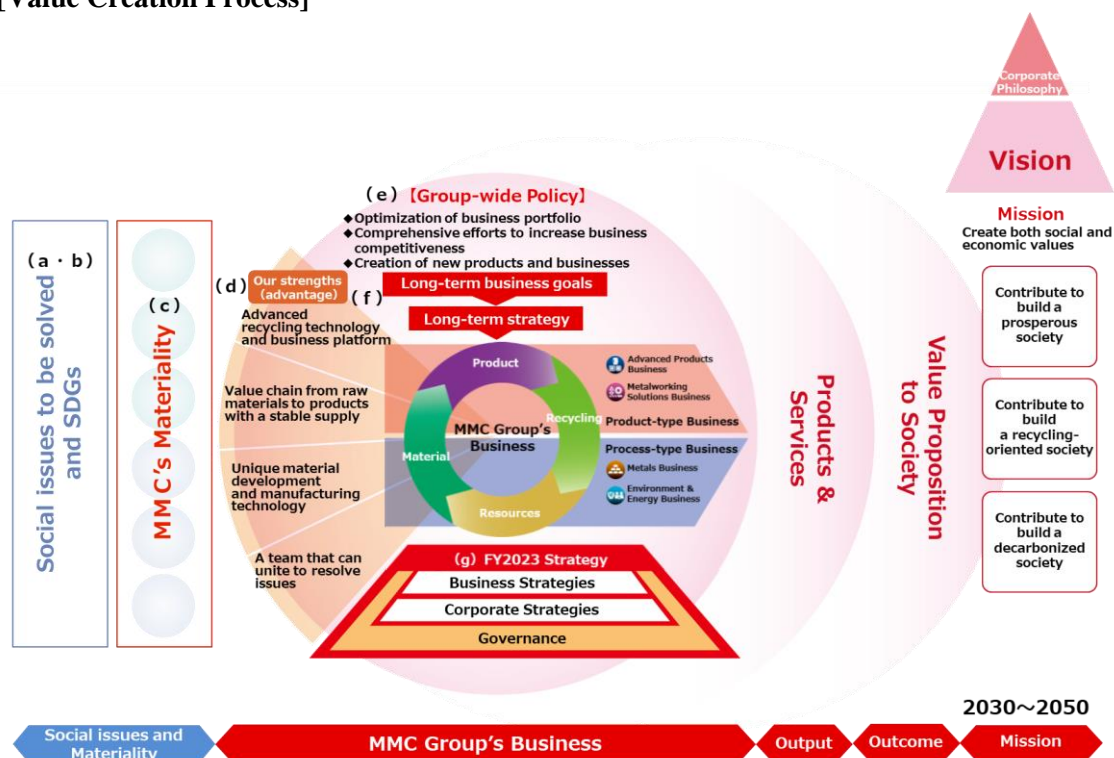 [Value Creation Process]
Corporate
Philosophy
Vision
Mission
Create both social and
economic values
(a・b)
Social issues to be solved
and SDGs
(c)
MMC's Materiality
(d)
Our strengths
(advantage)
Advanced
recycling technology
and business platform
Value chain from raw
materials to products
with a stable supply
Unique material
development
and manufacturing
technology
A team that can
unite to resolve
issues
(e)【Group-wide Policy】
◆Optimization of business portfolio
◆Comprehensive efforts to increase business
competitiveness
◆Creation of new products and businesses
(f)
Long-term business goals
Long-term strategy
Product
Recycling
Resources
Material
MMC Group's
Business
Advanced Products
Business
Metalworking
Solutions Business
Product-type Business
Process-type Business
Metals Business
Environment &
Energy Business
(g) FY2023 Strategy
Business Strategies
Corporate Strategies
Governance
Products &
Services
Value Proposition
to Society
Contribute to
build a
prosperous
society
Contribute to
build
a recycling-
oriented society
Contribute to
build a
decarbonized
society
2030～2050
Social issues and
Materiality
MMC Group's Business
Output
Outcome
Mission